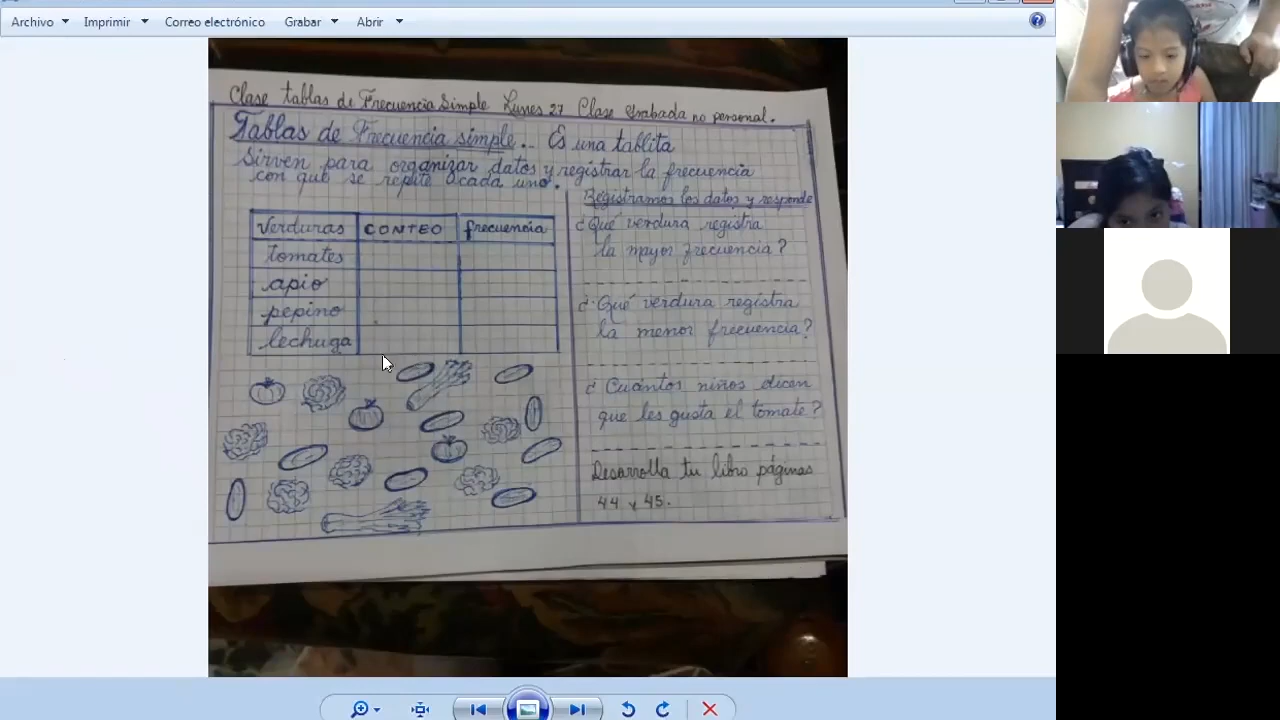 Archivo Imprimir Correo electrónico Grabar Abrir
Clase tablas de Frecuencia Simple Lunes 27 Clase grabada no personal.
Tablas de Frecuencia simple.. Es una tablita
Sirven para organizar datos y registrar la frecuencia
con que se repite cada uno.
Verduras CONTEO frecuencia
tomates
apio
pepino
lechuga
Registramos los datos y responde
¿Qué verdura registra
la mayor frecuencia?
¿Qué verdura registra
la menor frecuencia?
¿Cuántos niños dicen
que les gusta el tomate?
Desarrolla tu libro páginas
44 y 45.